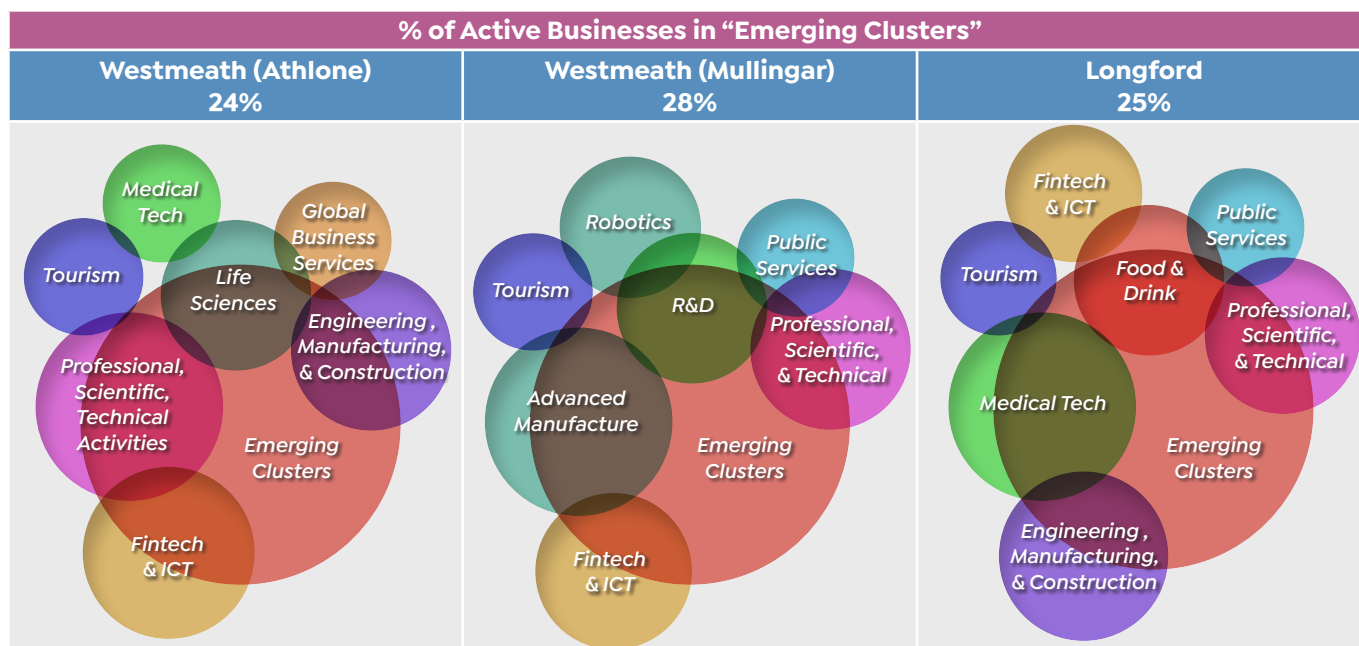 % of Active Businesses in “Emerging Clusters”
Westmeath (Athlone)
24%
Westmeath (Mullingar)
28%
Longford
25%
Medical
Tech
Global
Business
Services
Tourism
Life
Sciences
Engineering ,
Manufacturing,
& Construction
Professional,
Scientific,
Technical
Activities
Emerging
Clusters
Fintech
& ICT
Robotics
Public
Services
Tourism
R&D
Professional,
Scientific,
& Technical
Advanced
Manufacture
Emerging
Clusters
Fintech
& ICT
Fintech
& ICT
Public
Services
Tourism
Food &
Drink
Professional,
Scientific,
& Technical
Medical Tech
Emerging
Clusters
Engineering ,
Manufacturing,
& Construction